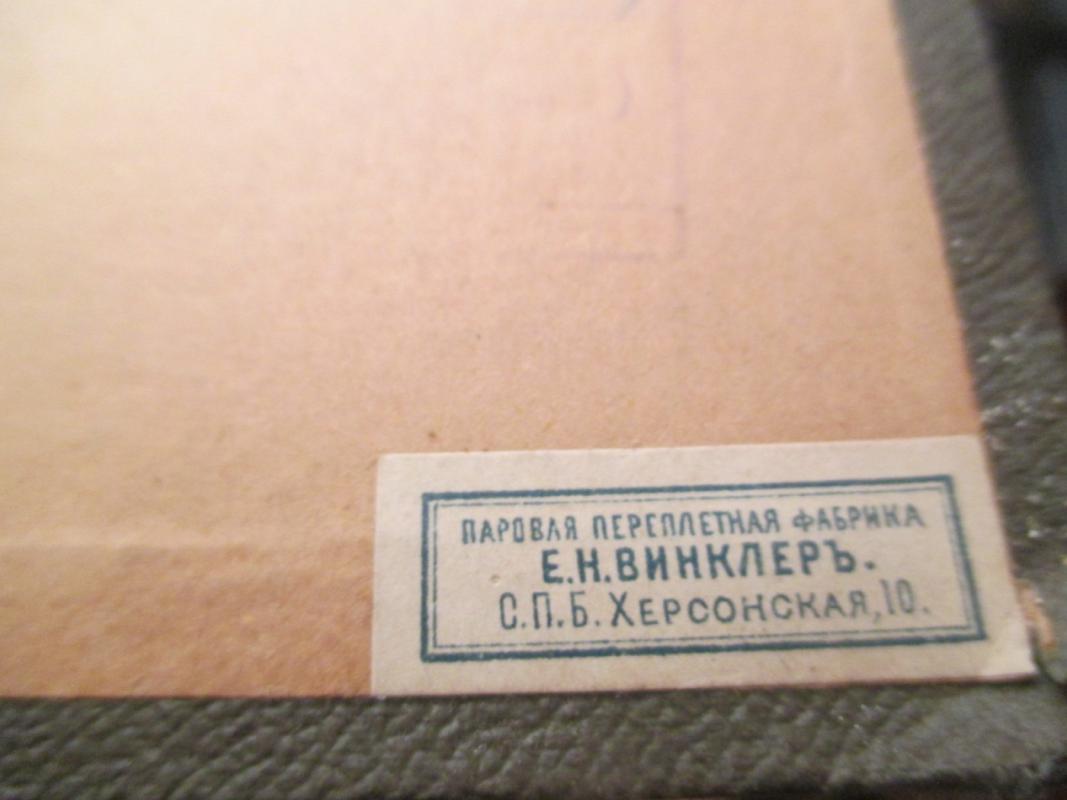 ПАРОВАЯ ПЕРЕПЛЕТНАЯ ФАБРИКА
Е.Н.ВИНКЛЕРЪ.
С.П.Б. ХЕРСОНСКАЯ, 10.